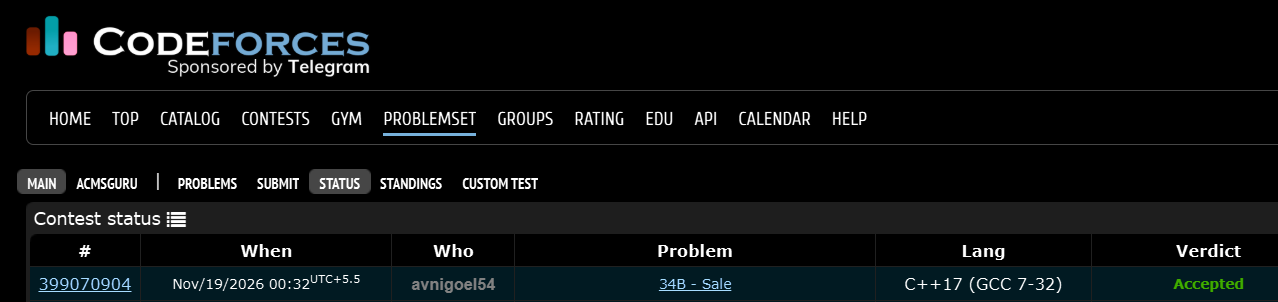 CODEFORCES
Sponsored by Telegram
HOME TOP CATALOG CONTESTS GYM PROBLEMSET GROUPS RATING EDU API CALENDAR HELP
MAIN ACMSGURU | PROBLEMS SUBMIT STATUS STANDINGS CUSTOM TEST
Contest status
# When Who Problem Lang Verdict
399070904 Nov/19/2026 00:32UTC+5.5 avnigoel54 34B - Sale C++17 (GCC 7-32) Accepted